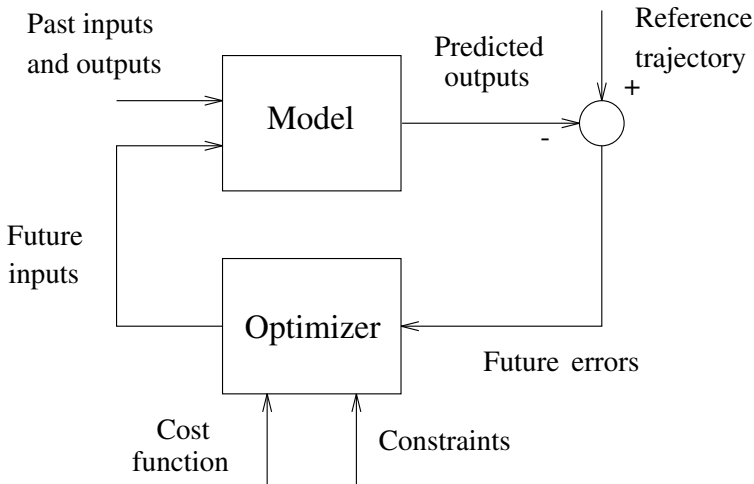 Past inputs
and outputs
Model
Predicted
outputs
Reference
trajectory
+
-
Future
inputs
Optimizer
Future errors
Cost
function
Constraints